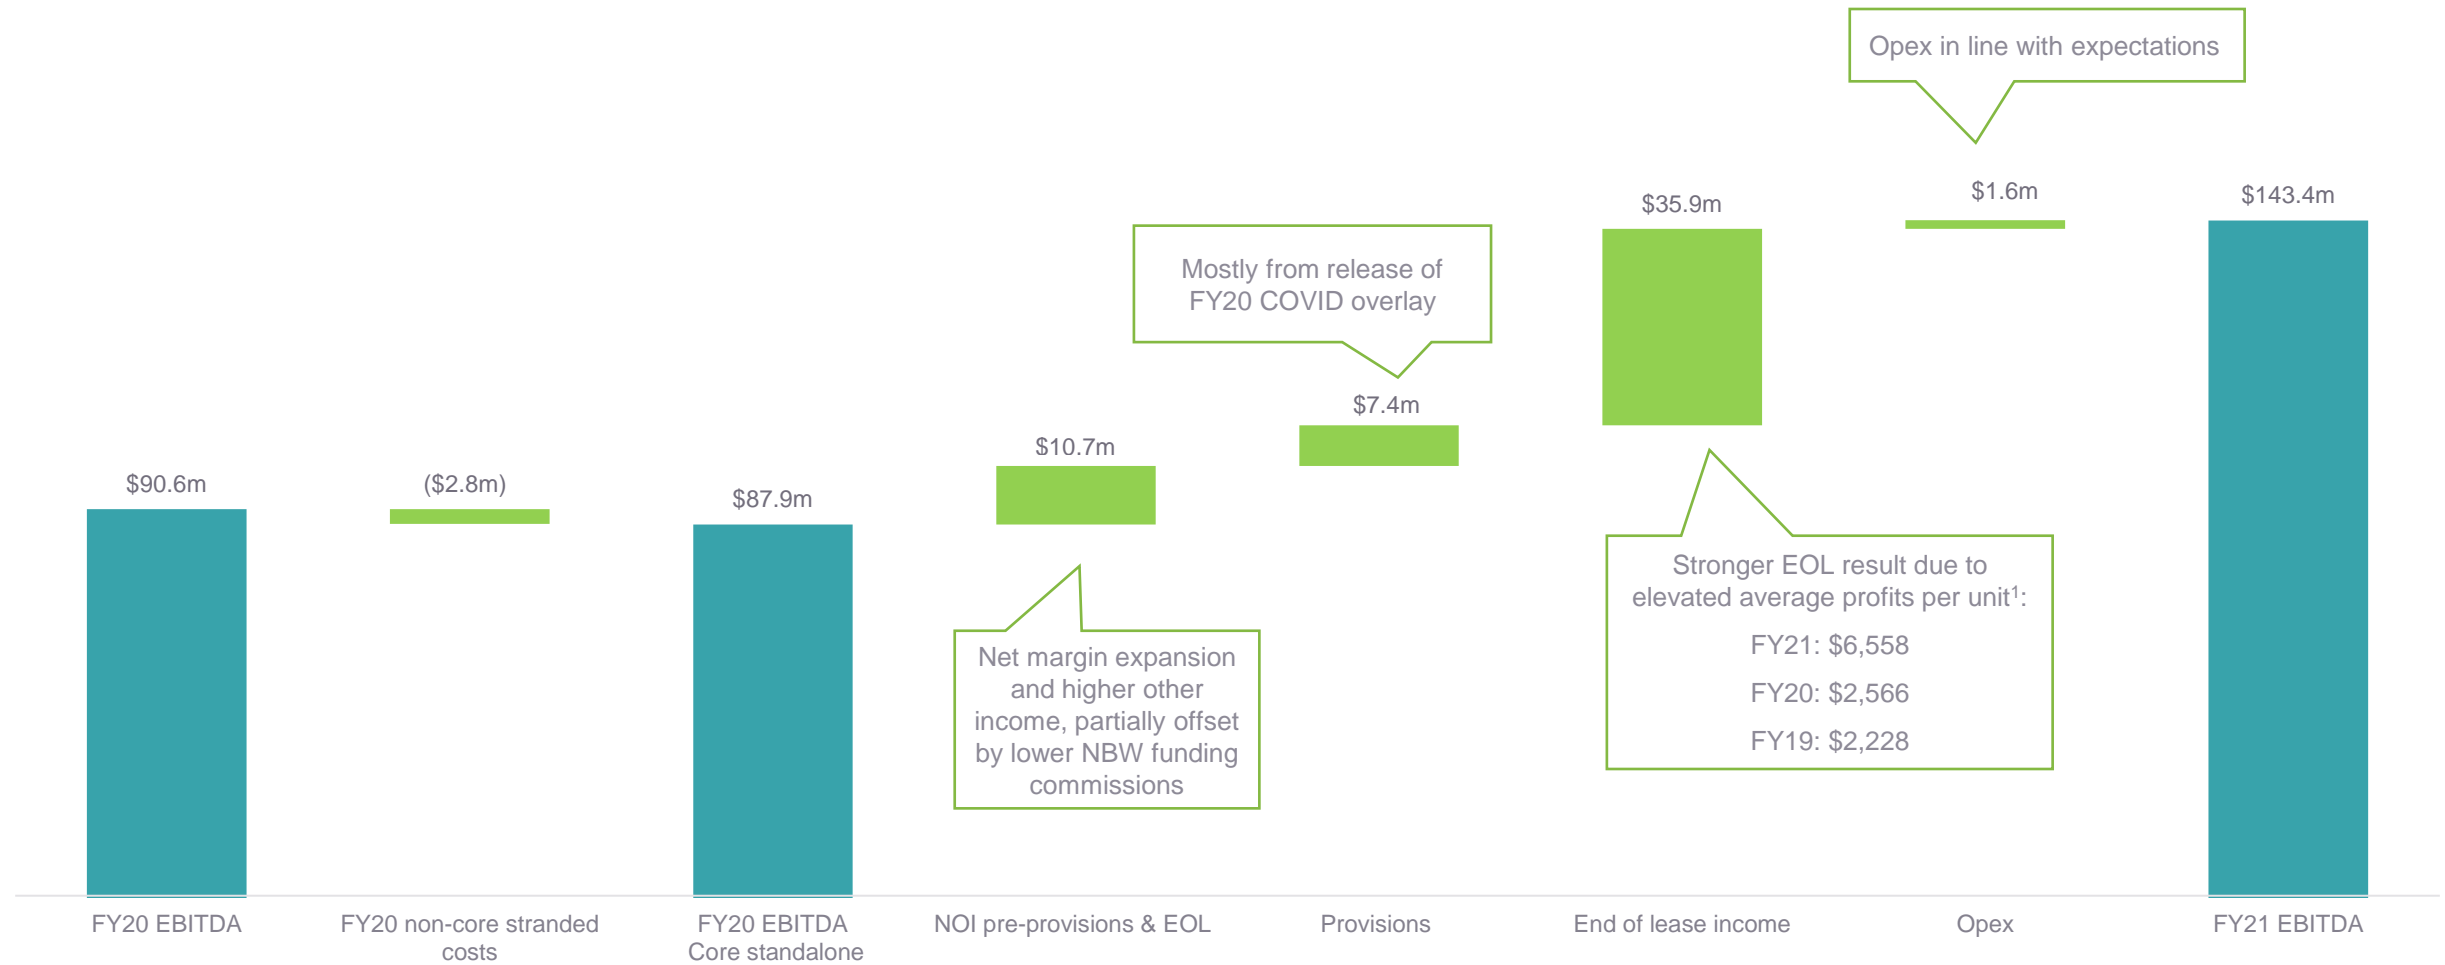 Opex in line with expectations
$1.6m
$143.4m
$35.9m
Mostly from release of
FY20 COVID overlay
$7.4m
$10.7m
$90.6m
($2.8m)
$87.9m
Stronger EOL result due to
elevated average profits per unit¹:
FY21: $6,558
FY20: $2,566
FY19: $2,228
Net margin expansion
and higher other
income, partially offset
by lower NBW funding
commissions
FY20 EBITDA
FY20 non-core stranded
costs
FY20 EBITDA
Core standalone
NOI pre-provisions & EOL
Provisions
End of lease income
Opex
FY21 EBITDA